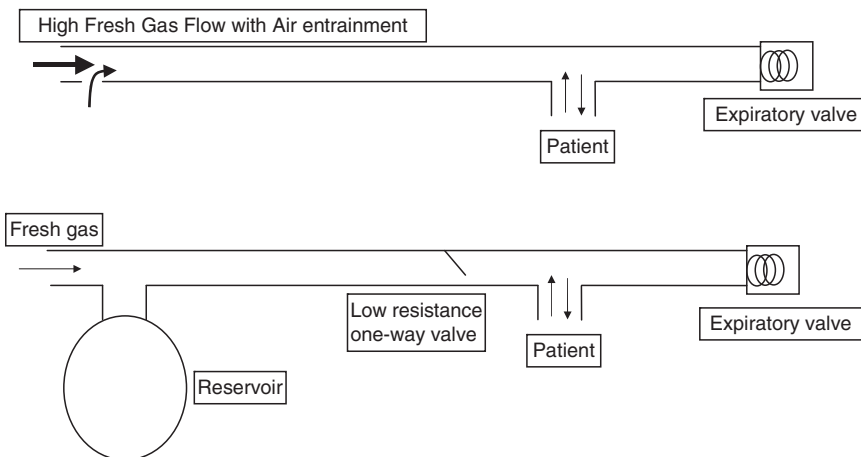 High Fresh Gas Flow with Air entrainment
Expiratory valve
Patient
Fresh gas
Low resistance
one-way valve
Expiratory valve
Patient
Reservoir